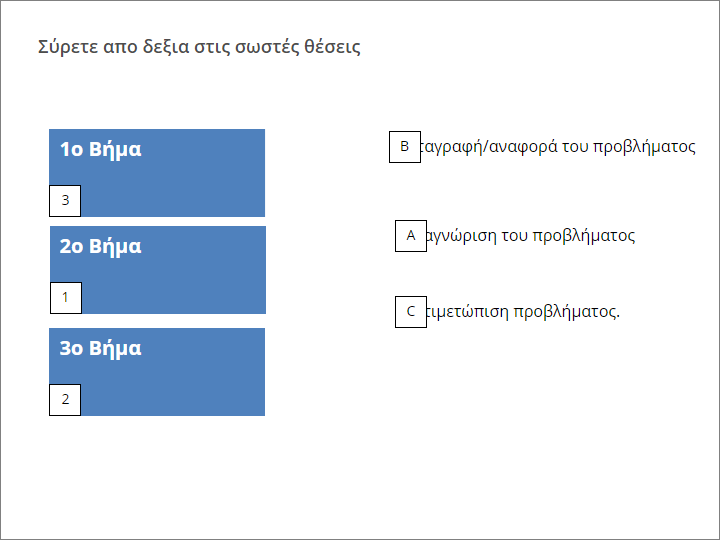 Σύρετε απο δεξια στις σωστές θέσεις
1ο Βήμα
3
2ο Βήμα
1
3ο Βήμα
2
B ταγραφή/αναφορά του προβλήματος
A αγνώριση του προβλήματος
C τιμετώπιση προβλήματος.